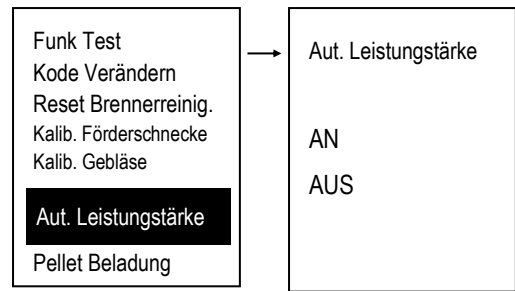 Funk Test
Kode Verändern
Reset Brennerreinig.
Kalib. Förderschnecke
Kalib. Gebläse
Aut. Leistungstärke
Pellet Beladung
Aut. Leistungstärke
AN
AUS